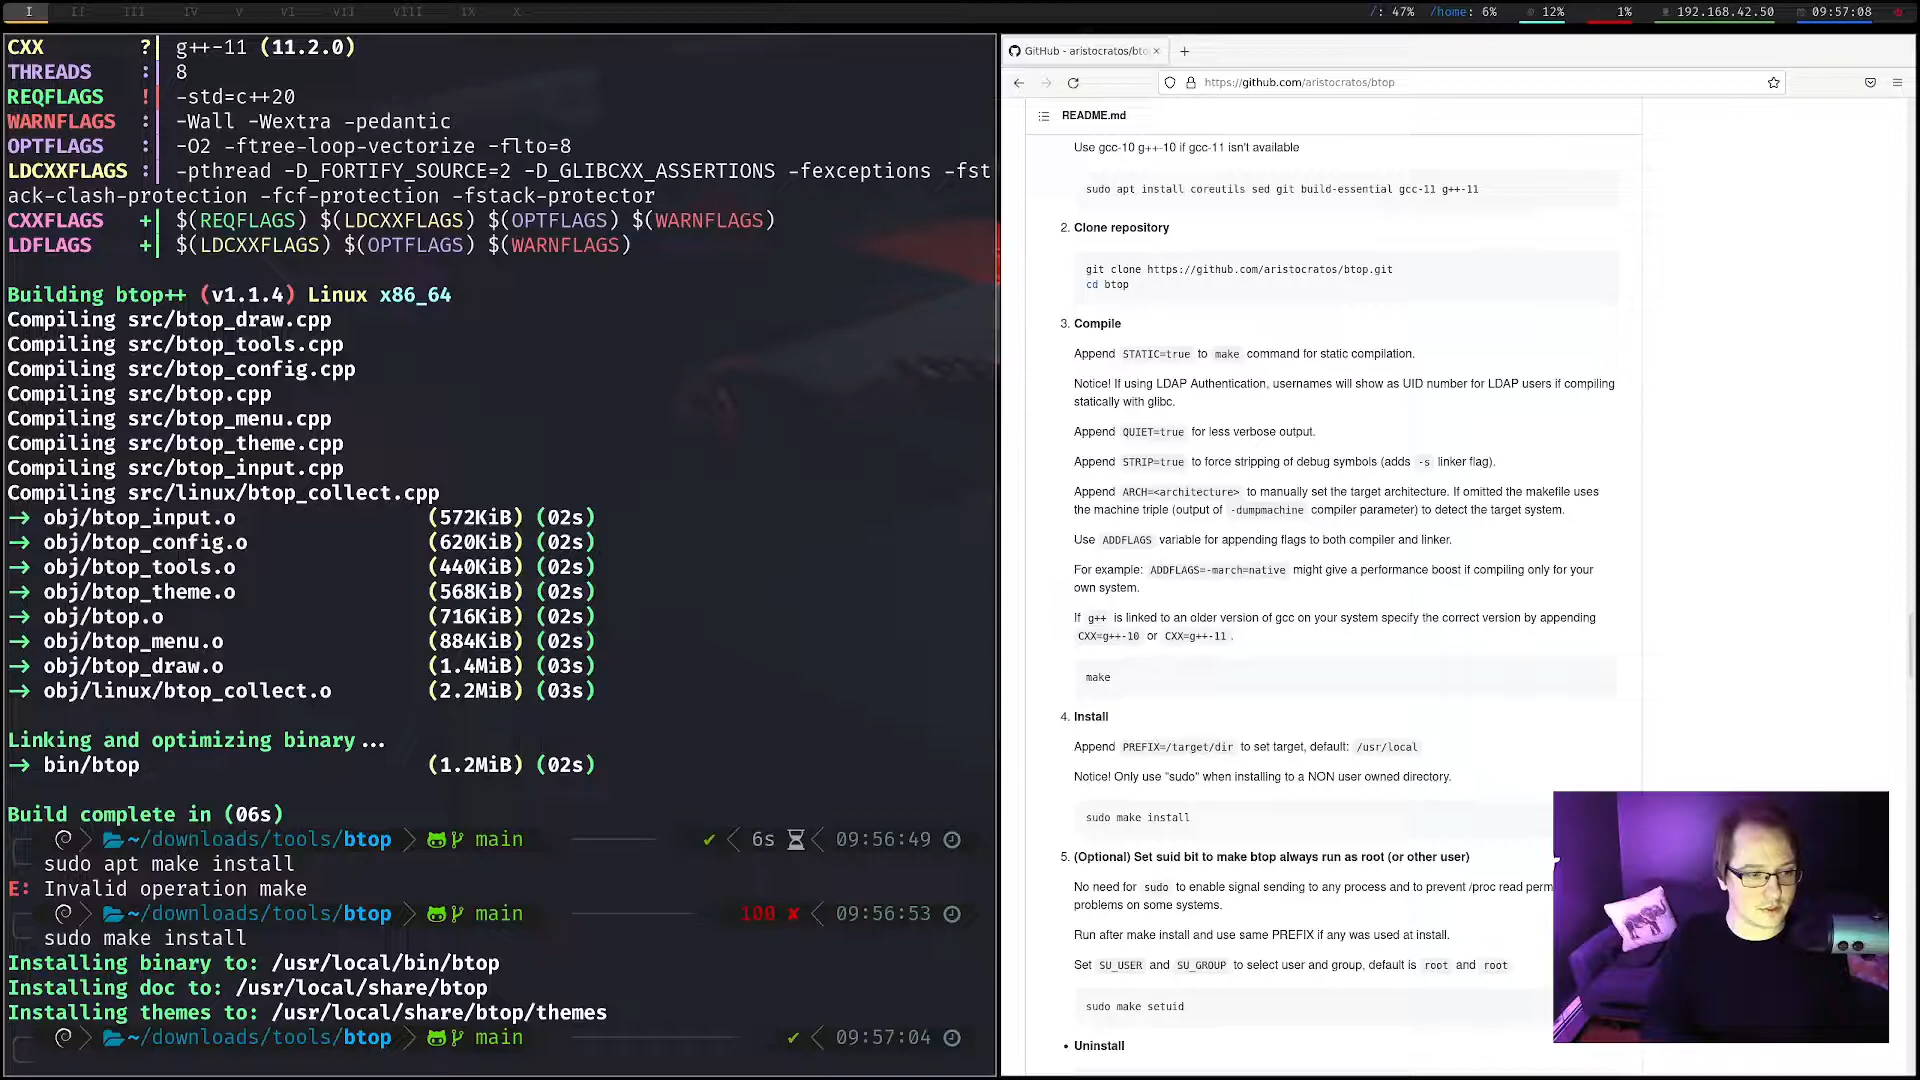 I II III IV V VI VII VIII IX X
/: 47% /home: 6% 12% 1% 192.168.42.50 09:57:08
CXX ?| g++-11 (11.2.0)
THREADS :| 8
REQFLAGS !| -std=c++20
WARNFLAGS :| -Wall -Wextra -pedantic
OPTFLAGS :| -O2 -ftree-loop-vectorize -flto=8
LDCXXFLAGS :| -pthread -D_FORTIFY_SOURCE=2 -D_GLIBCXX_ASSERTIONS -fexceptions -fst
ack-clash-protection -fcf-protection -fstack-protector
CXXFLAGS +| $(REQFLAGS) $(LDCXXFLAGS) $(OPTFLAGS) $(WARNFLAGS)
LDFLAGS +| $(LDCXXFLAGS) $(OPTFLAGS) $(WARNFLAGS)
Building btop++ (v1.1.4) Linux x86_64
Compiling src/btop_draw.cpp
Compiling src/btop_tools.cpp
Compiling src/btop_config.cpp
Compiling src/btop.cpp
Compiling src/btop_menu.cpp
Compiling src/btop_theme.cpp
Compiling src/btop_input.cpp
Compiling src/linux/btop_collect.cpp
-> obj/btop_input.o (572KiB) (02s)
-> obj/btop_config.o (620KiB) (02s)
-> obj/btop_tools.o (440KiB) (02s)
-> obj/btop_theme.o (568KiB) (02s)
-> obj/btop.o (716KiB) (02s)
-> obj/btop_menu.o (884KiB) (02s)
-> obj/btop_draw.o (1.4MiB) (03s)
-> obj/linux/btop_collect.o (2.2MiB) (03s)
Linking and optimizing binary...
-> bin/btop (1.2MiB) (02s)
Build complete in (06s)
~/downloads/tools/btop main ✔ 6s 09:56:49
sudo apt make install
E: Invalid operation make
~/downloads/tools/btop main 100 ✘ 09:56:53
sudo make install
Installing binary to: /usr/local/bin/btop
Installing doc to: /usr/local/share/btop
Installing themes to: /usr/local/share/btop/themes
~/downloads/tools/btop main ✔ 09:57:04
GitHub - aristocratos/bto
https://github.com/aristocratos/btop
README.md
Use gcc-10 g++-10 if gcc-11 isn't available
sudo apt install coreutils sed git build-essential gcc-11 g++-11
2. Clone repository
git clone https://github.com/aristocratos/btop.git
cd btop
3. Compile
Append STATIC=true to make command for static compilation.
Notice! If using LDAP Authentication, usernames will show as UID number for LDAP users if compiling
statically with glibc.
Append QUIET=true for less verbose output.
Append STRIP=true to force stripping of debug symbols (adds -s linker flag).
Append ARCH=<architecture> to manually set the target architecture. If omitted the makefile uses
the machine triple (output of -dumpmachine compiler parameter) to detect the target system.
Use ADDFLAGS variable for appending flags to both compiler and linker.
For example: ADDFLAGS=-march=native might give a performance boost if compiling only for your
own system.
If g++ is linked to an older version of gcc on your system specify the correct version by appending
CXX=g++-10 or CXX=g++-11 .
make
4. Install
Append PREFIX=/target/dir to set target, default: /usr/local
Notice! Only use "sudo" when installing to a NON user owned directory.
sudo make install
5. (Optional) Set suid bit to make btop always run as root (or other user)
No need for sudo to enable signal sending to any process and to prevent /proc read perm
problems on some systems.
Run after make install and use same PREFIX if any was used at install.
Set SU_USER and SU_GROUP to select user and group, default is root and root
sudo make setuid
• Uninstall